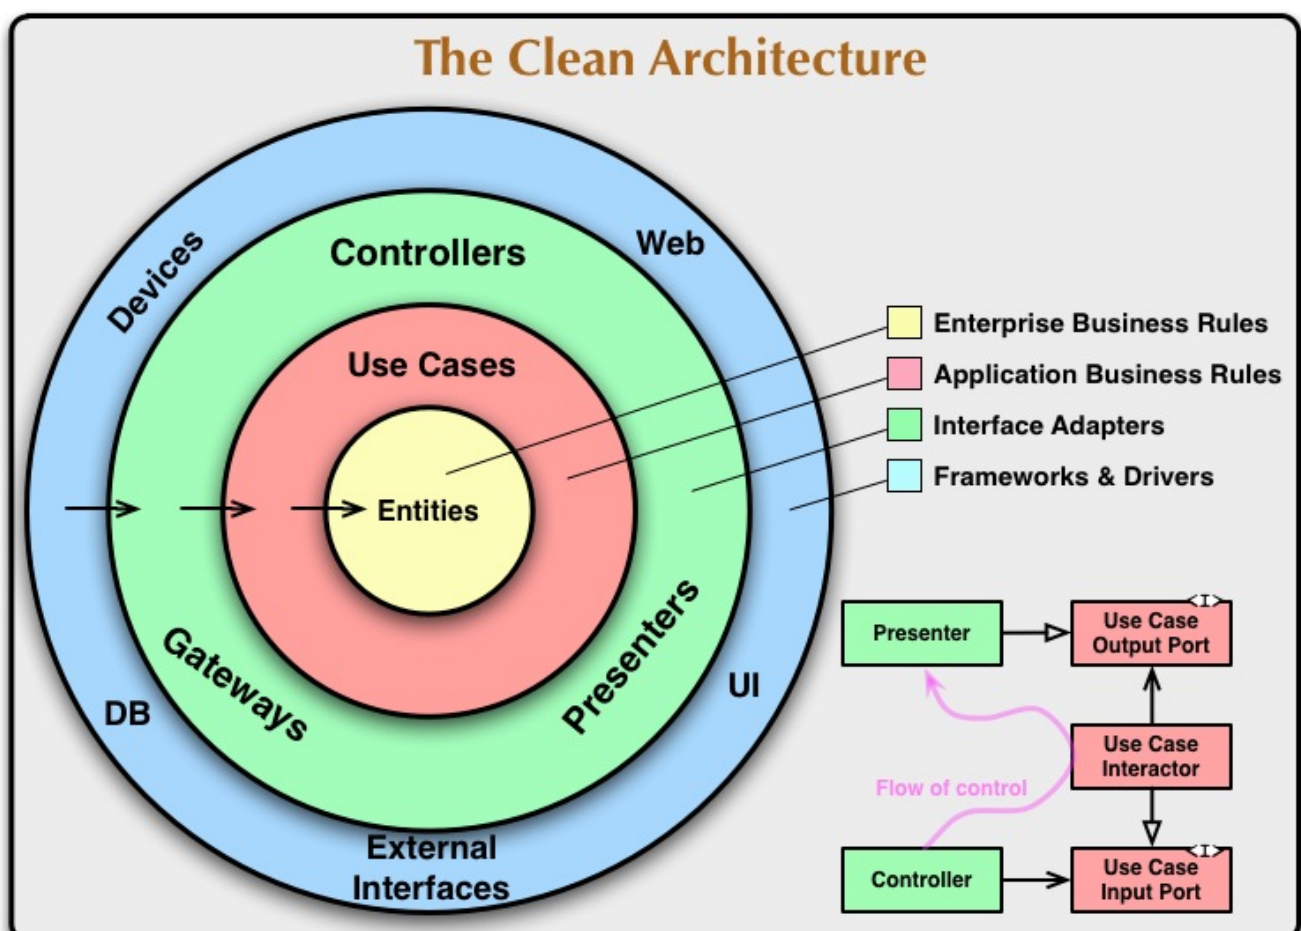 The Clean Architecture
Devices
Controllers
Web
Use Cases
Entities
Gateways
Presenters
DB
UI
External
Interfaces
Enterprise Business Rules
Application Business Rules
Interface Adapters
Frameworks & Drivers
Presenter
<I>
Use Case
Output Port
Use Case
Interactor
Flow of control
Controller
<I>
Use Case
Input Port